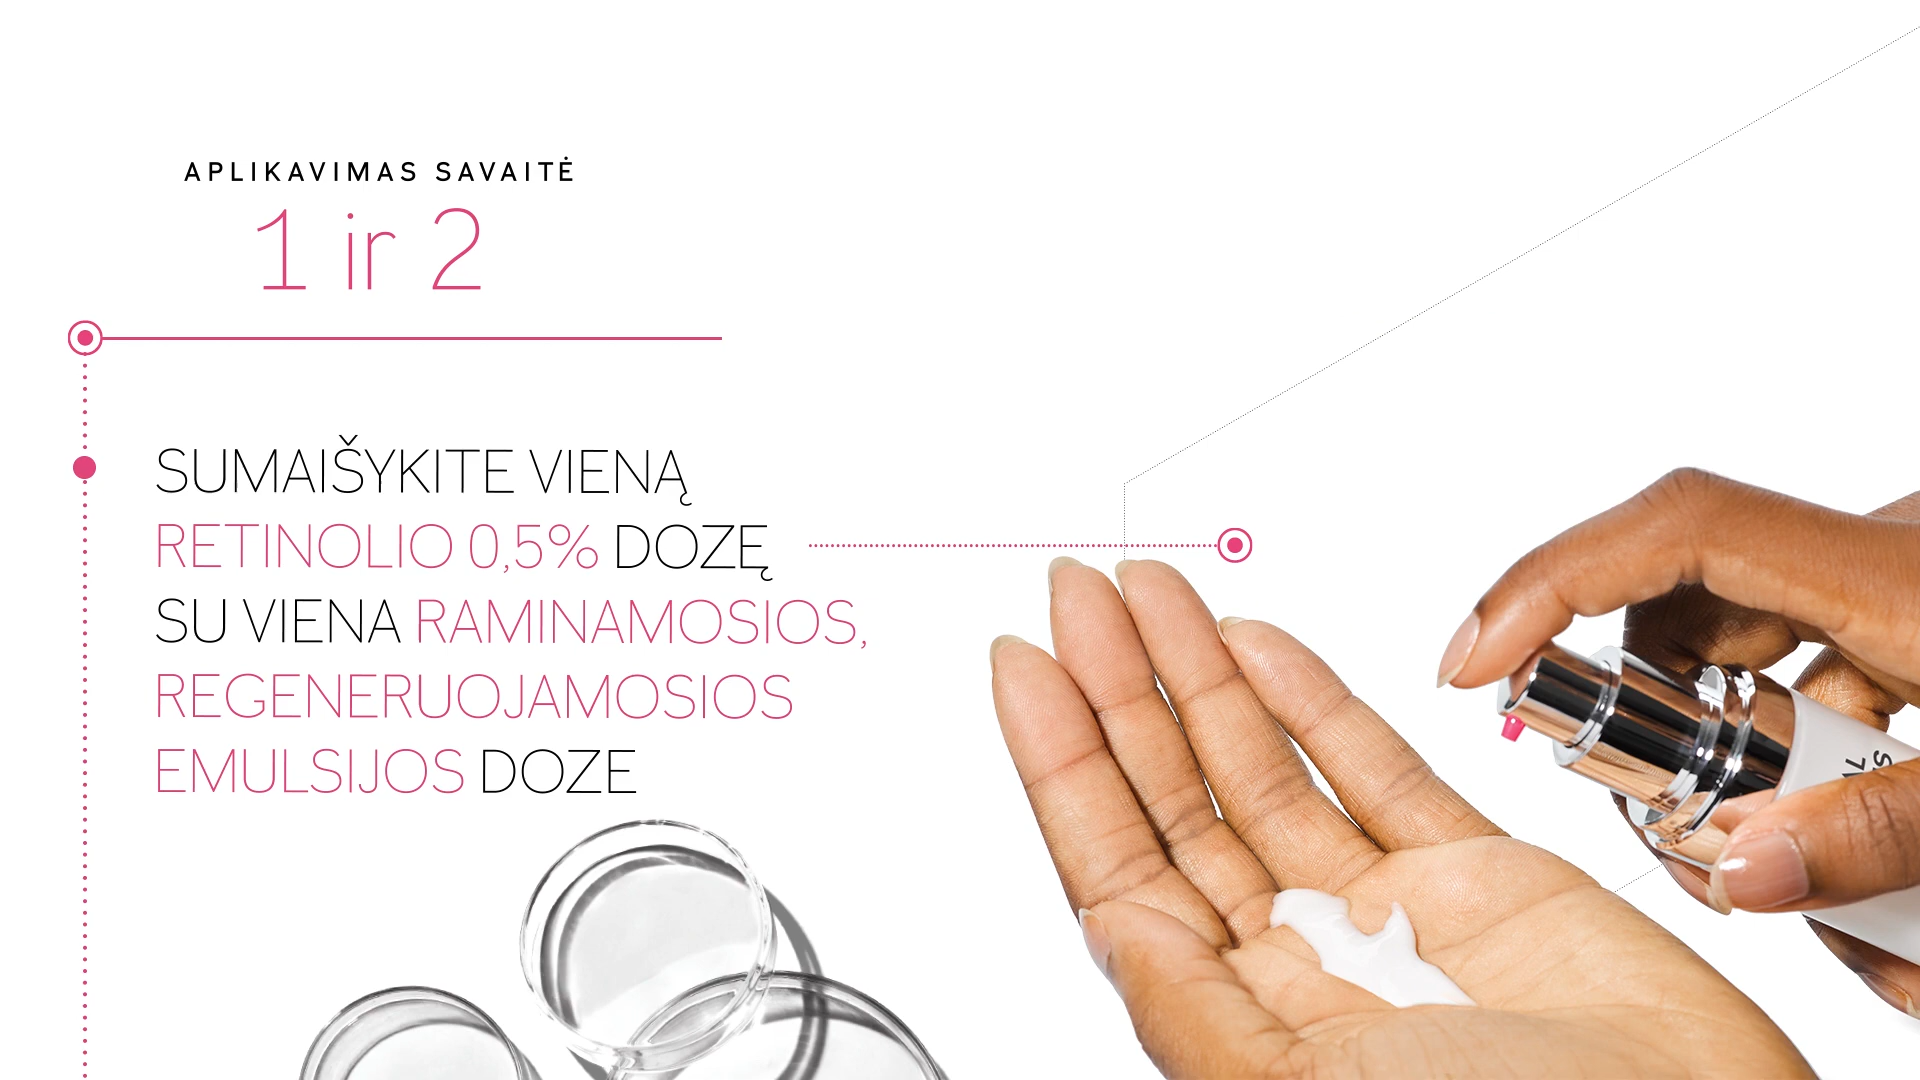 APLIKAVIMAS SAVAITĖ
1 ir 2
SUMAIŠYKITE VIENĄ
RETINOLIO 0,5% DOZĘ
SU VIENA RAMINAMOSIOS,
REGENERUOJAMOSIOS
EMULSIJOS DOZE